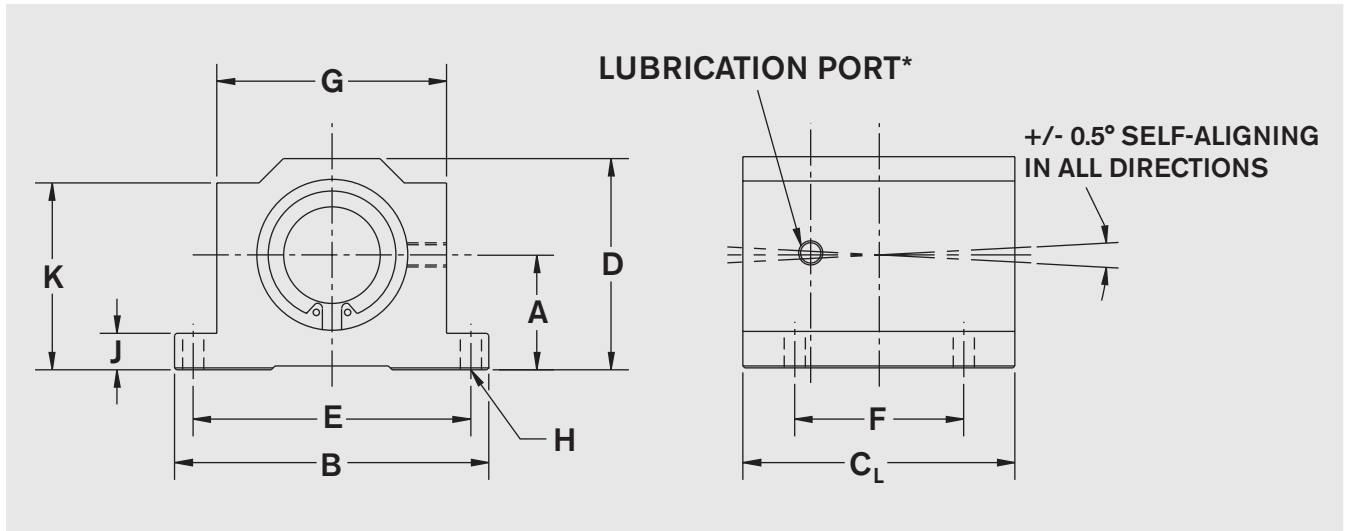 G
LUBRICATION PORT*
+/- 0.5° SELF-ALIGNING
IN ALL DIRECTIONS
K
D
A
J
E
F
H
B
CL